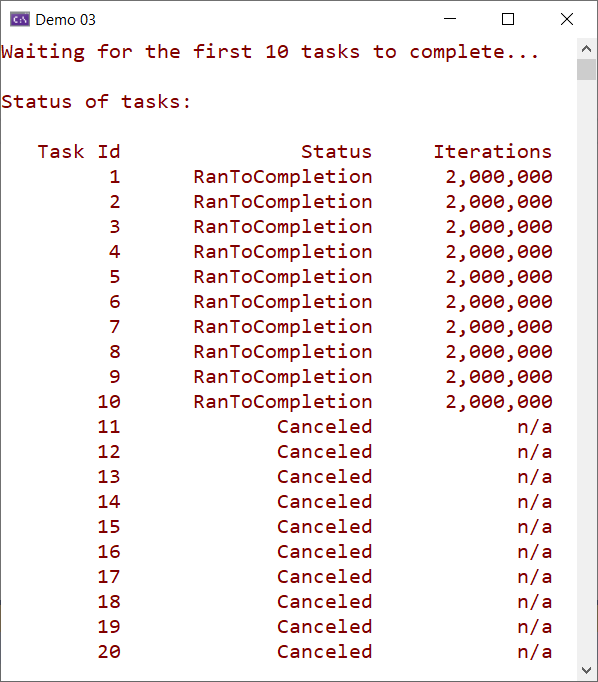 Demo 03
Waiting for the first 10 tasks to complete...
Status of tasks:
Task Id Status Iterations
1 RanToCompletion 2,000,000
2 RanToCompletion 2,000,000
3 RanToCompletion 2,000,000
4 RanToCompletion 2,000,000
5 RanToCompletion 2,000,000
6 RanToCompletion 2,000,000
7 RanToCompletion 2,000,000
8 RanToCompletion 2,000,000
9 RanToCompletion 2,000,000
10 RanToCompletion 2,000,000
11 Canceled n/a
12 Canceled n/a
13 Canceled n/a
14 Canceled n/a
15 Canceled n/a
16 Canceled n/a
17 Canceled n/a
18 Canceled n/a
19 Canceled n/a
20 Canceled n/a